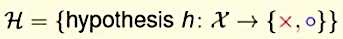 ℋ = {hypothesis h: 𝒳 → {×, ∘}}